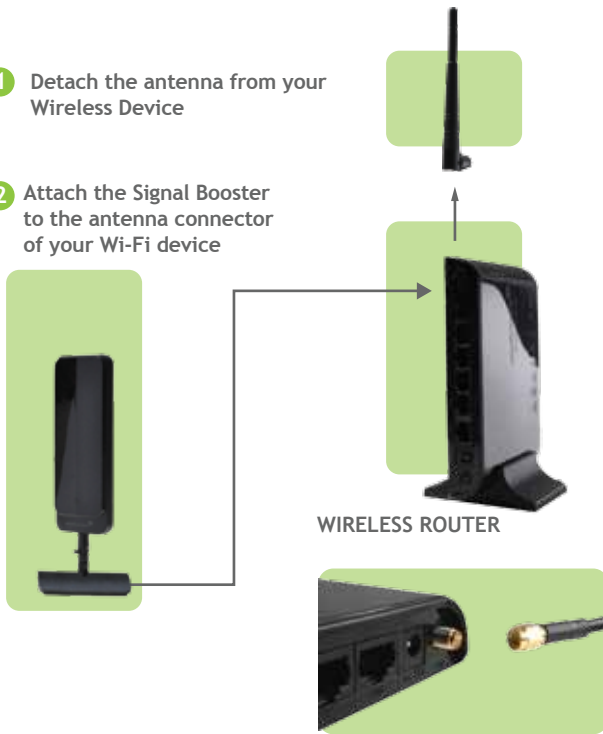 1 Detach the antenna from your
Wireless Device
2 Attach the Signal Booster
to the antenna connector
of your Wi-Fi device
WIRELESS ROUTER